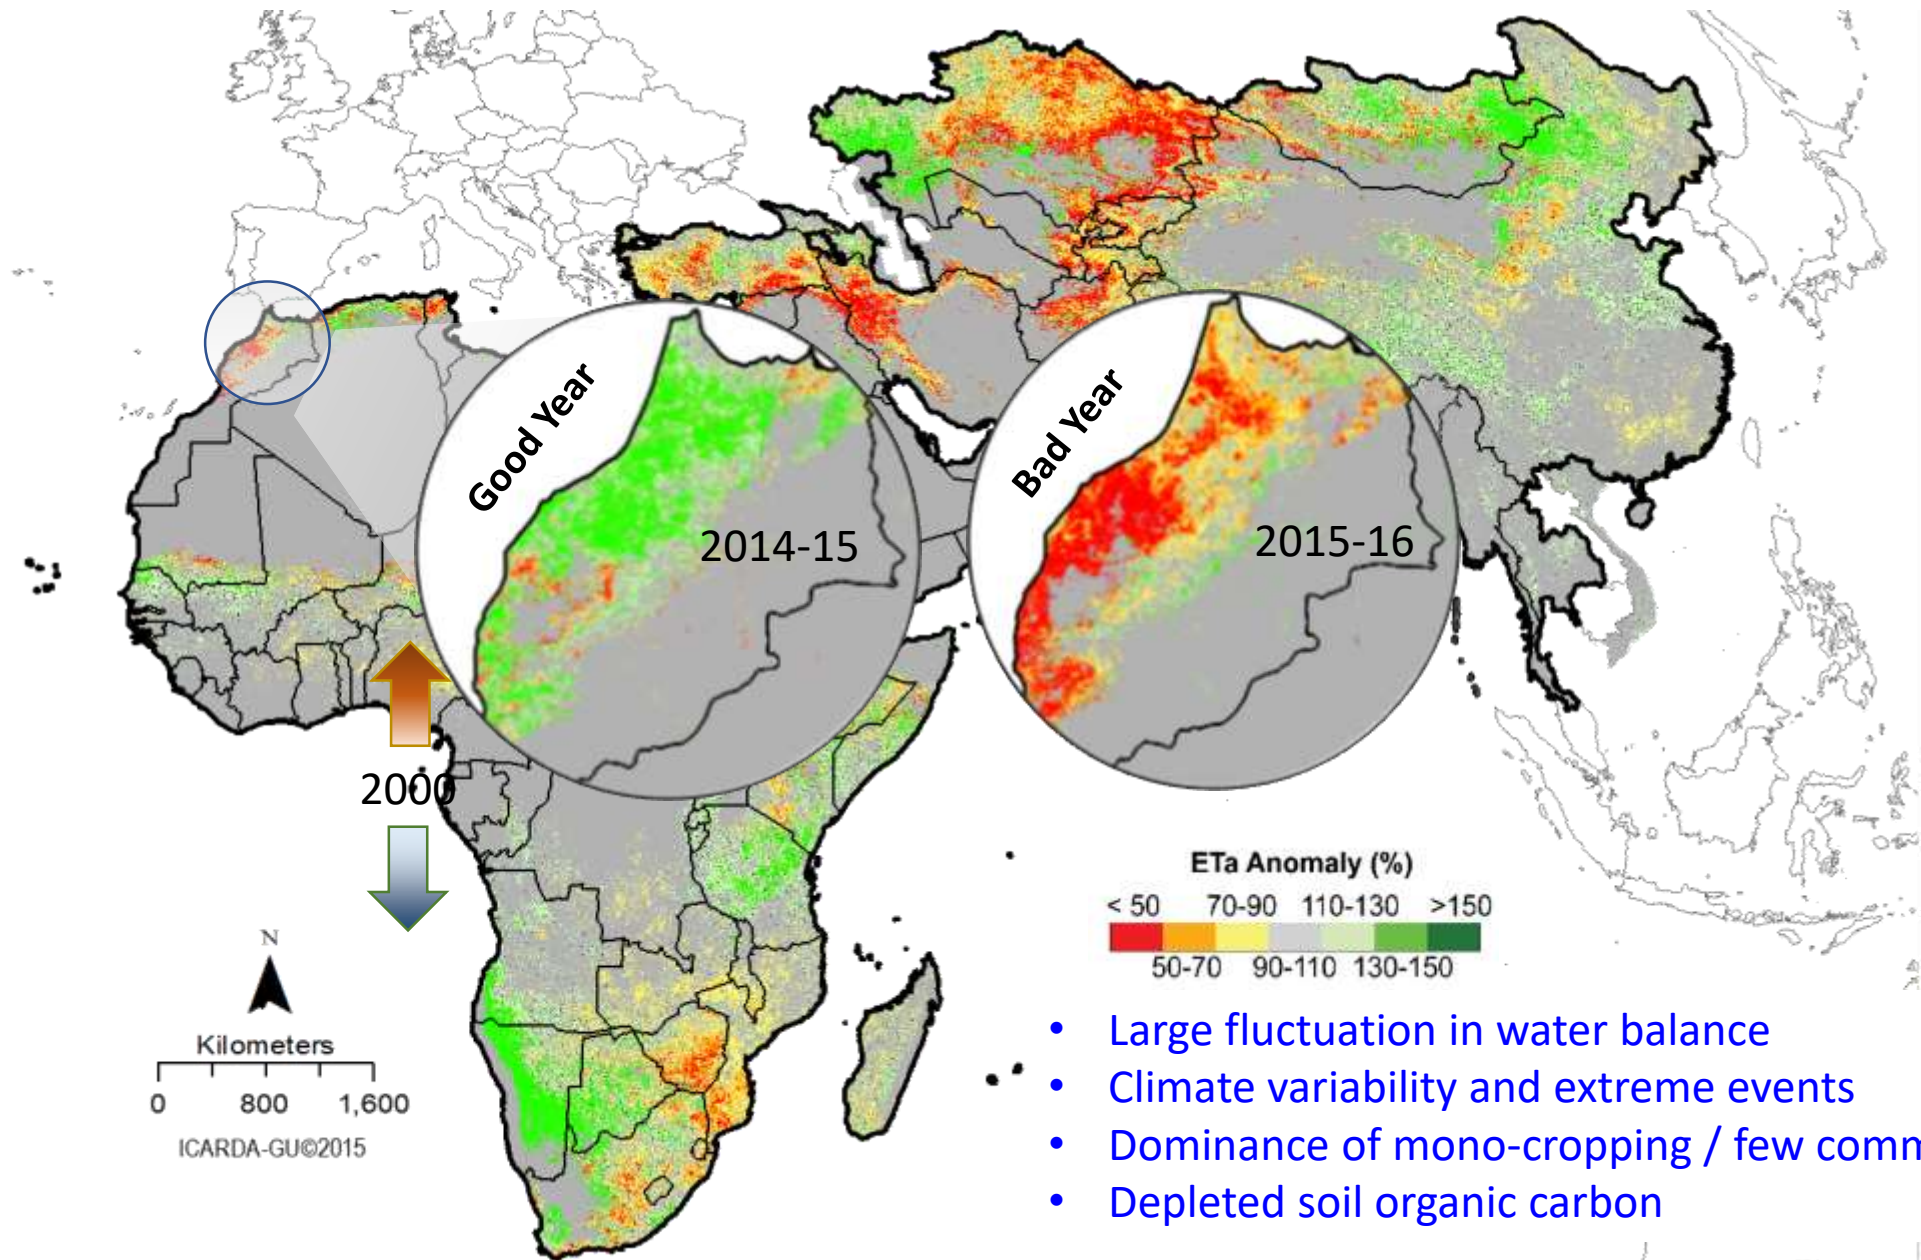 Good Year
2014-15
Bad Year
2015-16
2000
ETa Anomaly (%)
< 50 70-90 110-130 >150
50-70 90-110 130-150
N
Kilometers
0 800 1,600
ICARDA-GU©2015
• Large fluctuation in water balance
• Climate variability and extreme events
• Dominance of mono-cropping / few comm
• Depleted soil organic carbon